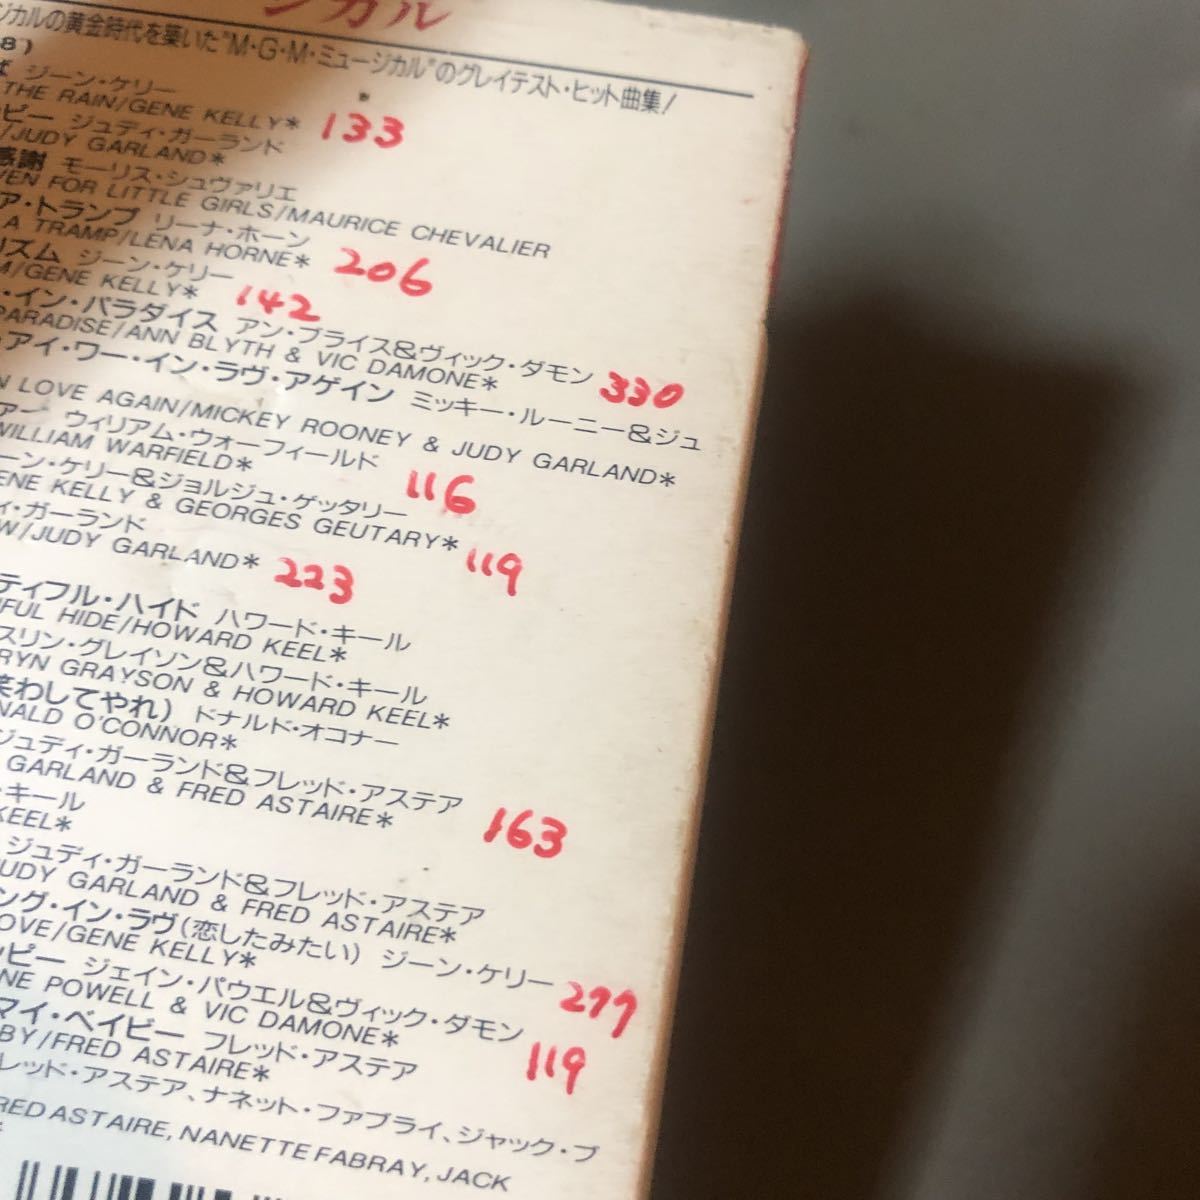 ジカル
ジカルの黄金時代を築いた"M・G・M・ミュージカル"のグレイテスト・ヒット曲集!
8')
ジーン・ケリー
THE RAIN/GENE KELLY* 133
ピー ジュディ・ガーランド
/JUDY GARLAND*
感謝 モーリス・シュヴァリエ
VEN FOR LITTLE GIRLS/MAURICE CHEVALIER
ア・トランプ リーナ・ホーン
A TRAMP/LENA HORNE* 206
リズム ジーン・ケリー
M/GENE KELLY* 142
・イン・パラダイス アン・ブライス&ヴィック・ダモン
PARADISE/ANN BLYTH & VIC DAMONE* 330
・アイ・ワー・イン・ラヴ・アゲイン ミッキー・ルーニー&ジュ
N LOVE AGAIN/MICKEY ROONEY & JUDY GARLAND*
アー ウィリアム・ウォーフィールド
WILLIAM WARFIELD* 116
ーン・ケリー&ジョルジュ・ゲッタリー
ENE KELLY & GEORGES GEUTARY* 119
ィ・ガーランド
W/JUDY GARLAND* 223
ティフル・ハイド ハワード・キール
IFUL HIDE/HOWARD KEEL*
スリン・グレイソン&ハワード・キール
RYN GRAYSON & HOWARD KEEL*
笑わしてやれ) ドナルド・オコナー
NALD O'CONNOR*
ジュディ・ガーランド&フレッド・アステア
GARLAND & FRED ASTAIRE* 163
・キール
KEEL*
ジュディ・ガーランド&フレッド・アステア
UDY GARLAND & FRED ASTAIRE*
ング・イン・ラヴ(恋したみたい) ジーン・ケリー
OVE/GENE KELLY* 277
ッピー ジェイン・パウエル&ヴィック・ダモン
NE POWELL & VIC DAMONE* 119
マイ・ベイビー フレッド・アステア
BY/FRED ASTAIRE*
レッド・アステア、ナネット・ファブライ、ジャック・ブ
RED ASTAIRE, NANETTE FABRAY, JACK